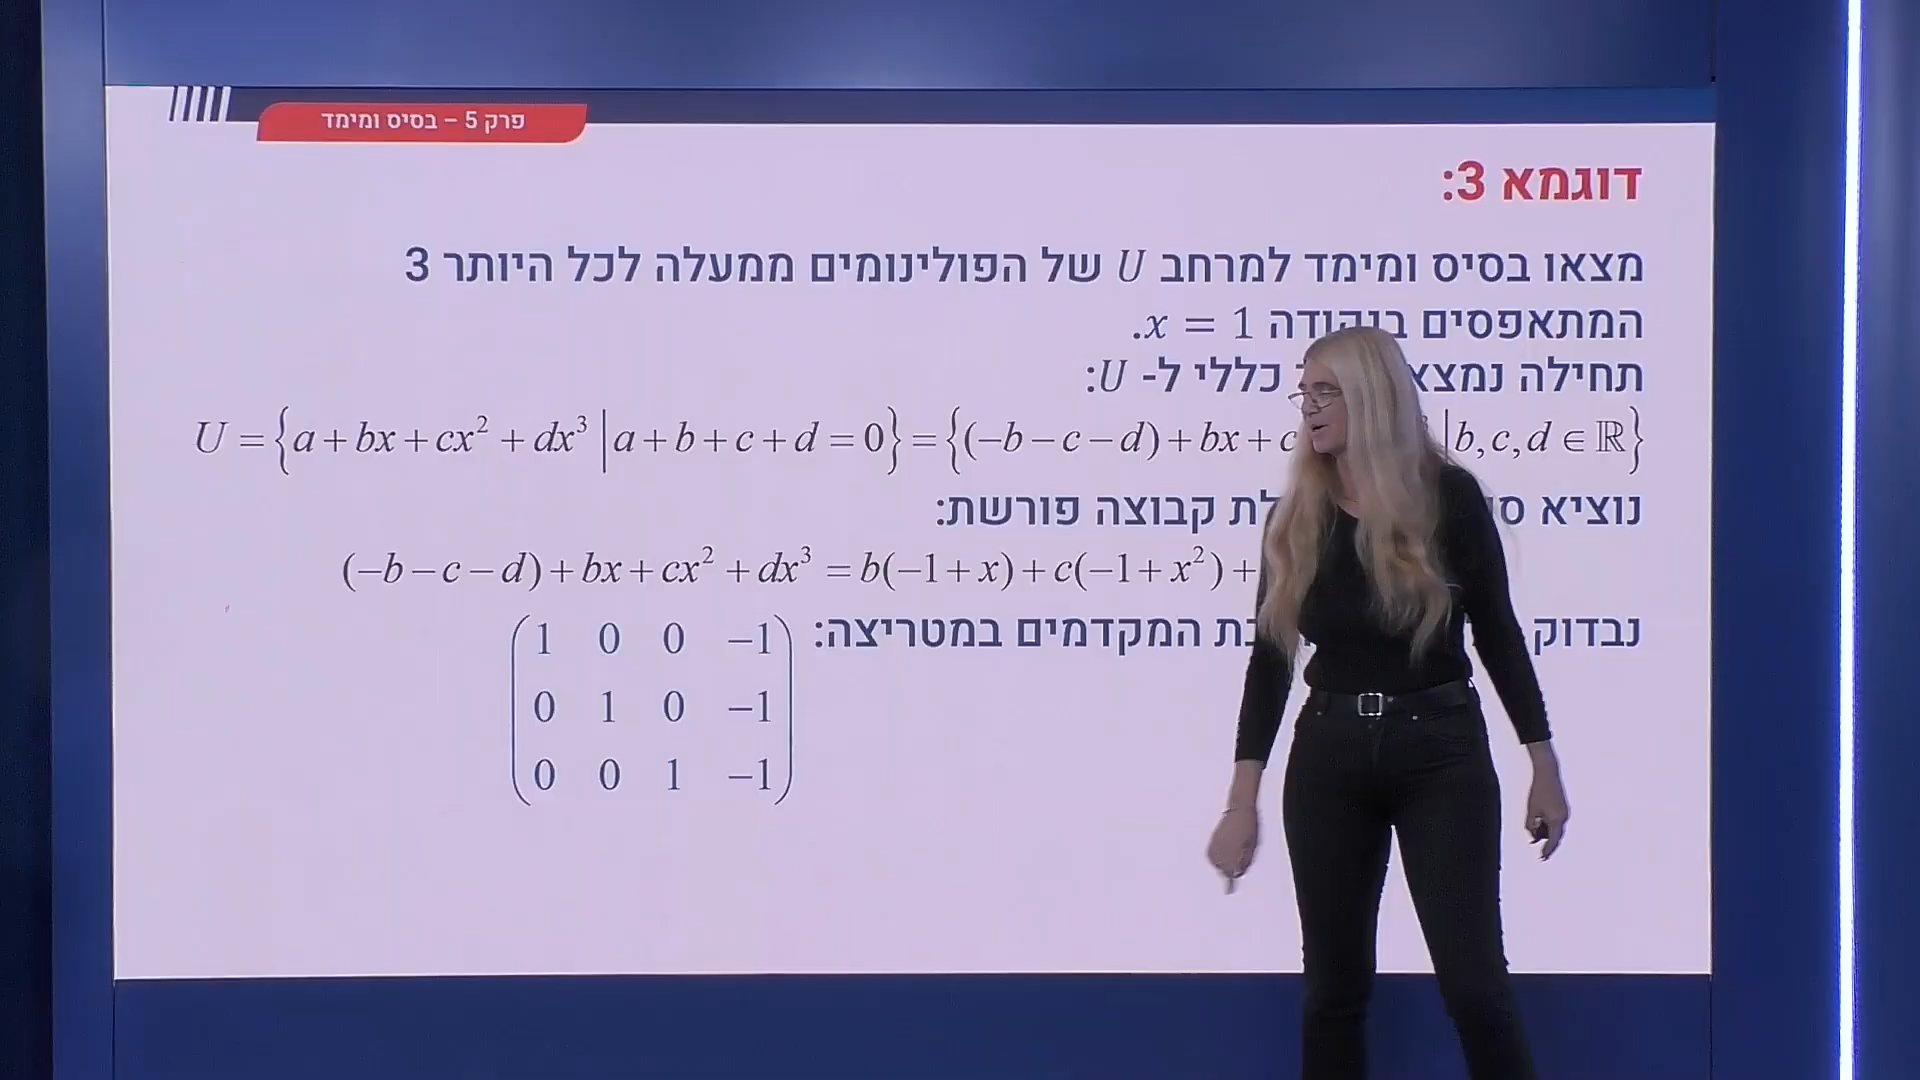 פרק 5 – בסיס ומימד
דוגמא 3:
מצאו בסיס ומימד למרחב U של הפולינומים ממעלה לכל היותר 3
המתאפסים בנקודה x = 1.
תחילה נמצא כללי ל- U:
U = {a + bx + cx² + dx³ | a + b + c + d = 0} = {(−b − c − d) + bx + c | b, c, d ∈ ℝ}
נוציא קבוצה פורשת:
(−b − c − d) + bx + cx² + dx³ = b(−1 + x) + c(−1 + x²) +
נבדוק המקדמים במטריצה:
1 0 0 −1
0 1 0 −1
0 0 1 −1